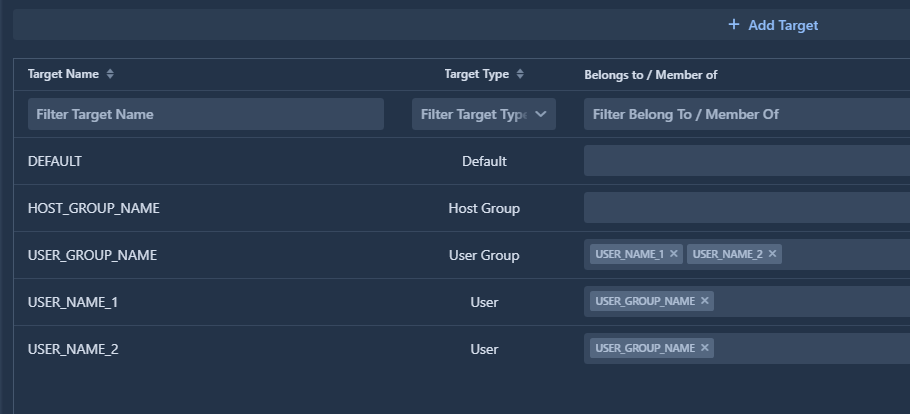 + Add Target
Target Name Target Type Belongs to / Member of
Filter Target Name Filter Target Type Filter Belong To / Member Of
DEFAULT Default
HOST_GROUP_NAME Host Group
USER_GROUP_NAME User Group USER_NAME_1 × USER_NAME_2 ×
USER_NAME_1 User USER_GROUP_NAME ×
USER_NAME_2 User USER_GROUP_NAME ×